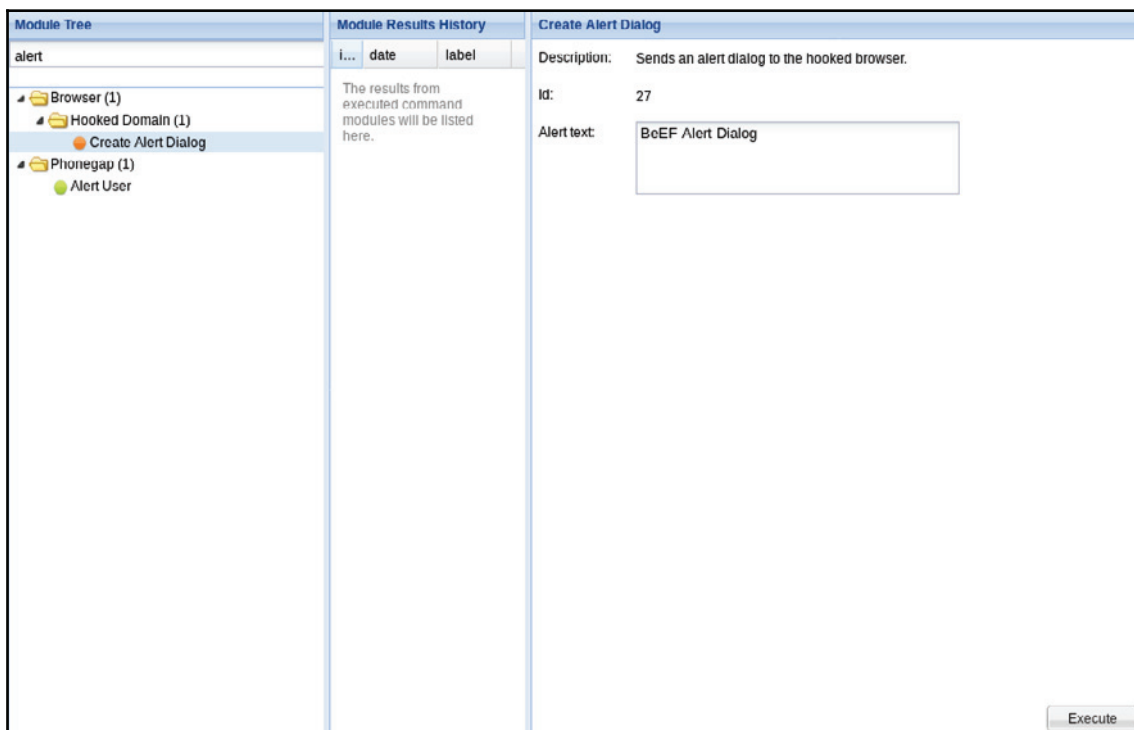 Module Tree
alert
Browser (1)
Hooked Domain (1)
Create Alert Dialog
Phonegap (1)
Alert User
Module Results History
i... date label
The results from
executed command
modules will be listed
here.
Create Alert Dialog
Description: Sends an alert dialog to the hooked browser.
Id: 27
Alert text: BeEF Alert Dialog
Execute